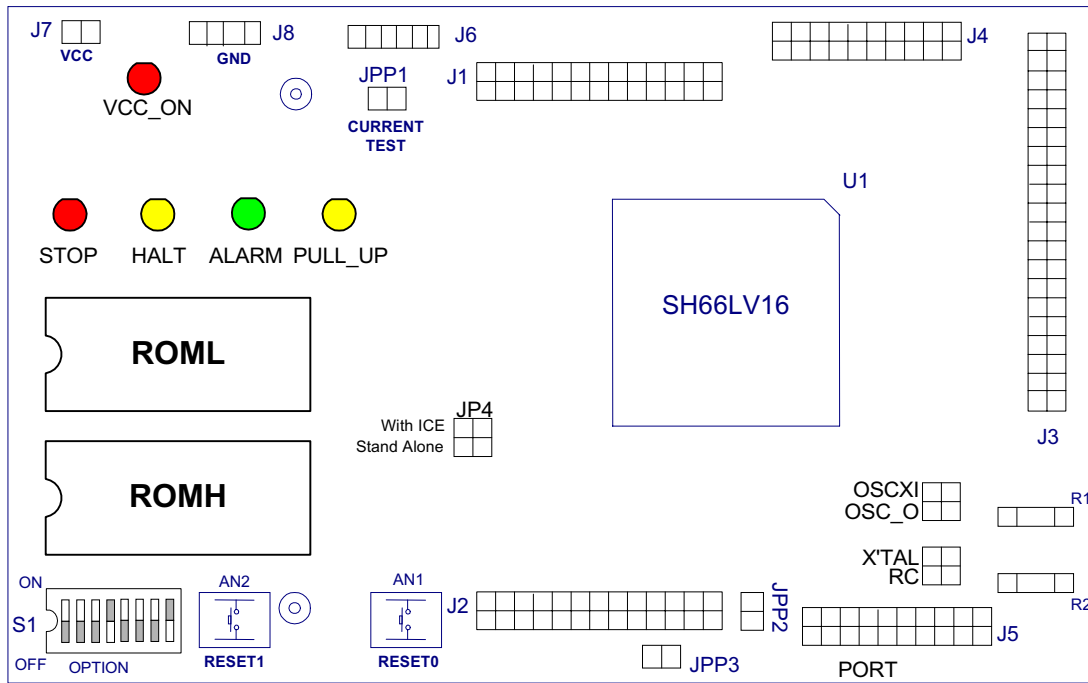 J7
VCC
J8
GND
J6
J4
VCC_ON
JPP1
CURRENT
TEST
J1
J3
U1
SH66LV16
STOP
HALT
ALARM
PULL_UP
ROML
JP4
With ICE
Stand Alone
ROMH
OSCXI
OSC_O
R1
X'TAL
RC
R2
ON
S1
OFF
OPTION
AN2
RESET1
AN1
RESET0
J2
JPP2
JPP3
J5
PORT